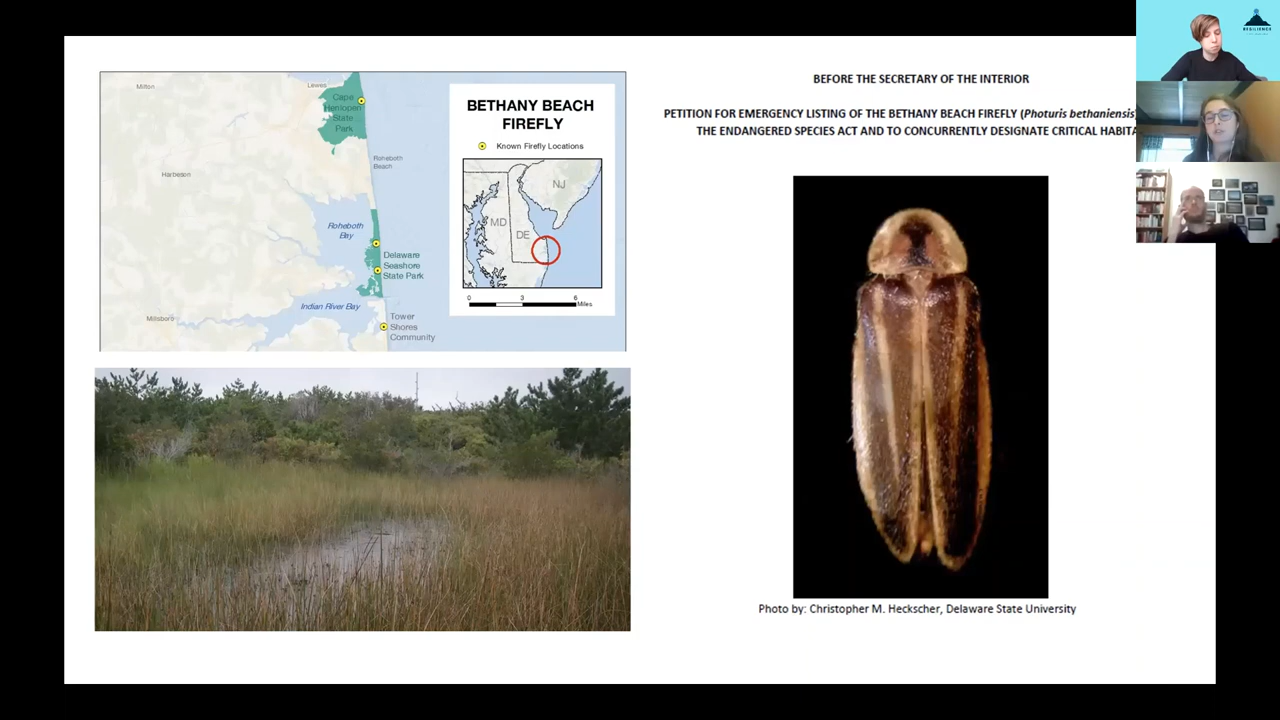 Milton
Lewes
Cape
Henlopen
State
Park
Rehoboth
Beach
Harbeson
Rohoboth
Bay
Delaware
Seashore
State Park
Indian River Bay
Millsboro
Tower
Shores
Community
BETHANY BEACH
FIREFLY
Known Firefly Locations
NJ
MD
DE
0 3 6
Miles
BEFORE THE SECRETARY OF THE INTERIOR
PETITION FOR EMERGENCY LISTING OF THE BETHANY BEACH FIREFLY (Photuris bethaniensis)
THE ENDANGERED SPECIES ACT AND TO CONCURRENTLY DESIGNATE CRITICAL HABITA
Photo by: Christopher M. Heckscher, Delaware State University
RESILIENCE